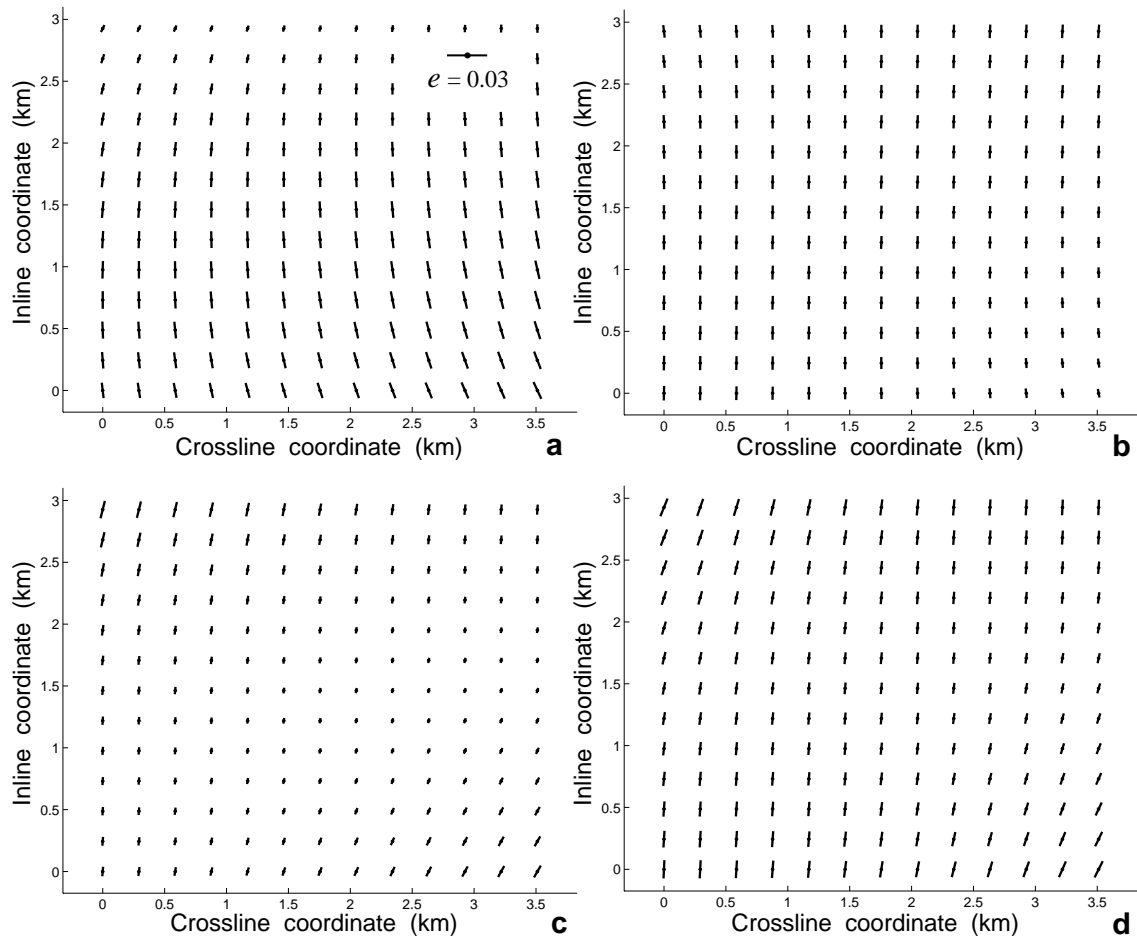 3
2.5
2
1.5
1
0.5
0
Inline coordinate (km)
e = 0.03
0 0.5 1 1.5 2 2.5 3 3.5
Crossline coordinate (km)
a
3
2.5
2
1.5
1
0.5
0
Inline coordinate (km)
0 0.5 1 1.5 2 2.5 3 3.5
Crossline coordinate (km)
b
3
2.5
2
1.5
1
0.5
0
Inline coordinate (km)
0 0.5 1 1.5 2 2.5 3 3.5
Crossline coordinate (km)
c
3
2.5
2
1.5
1
0.5
0
Inline coordinate (km)
0 0.5 1 1.5 2 2.5 3 3.5
Crossline coordinate (km)
d